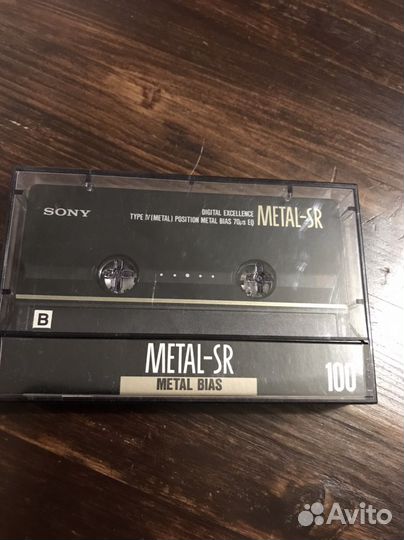 SONY
DIGITAL EXCELLENCE
TYPE IV (METAL) POSITION METAL BIAS 70μs EQ
METAL-SR
B
METAL-SR
METAL BIAS
100
Avito